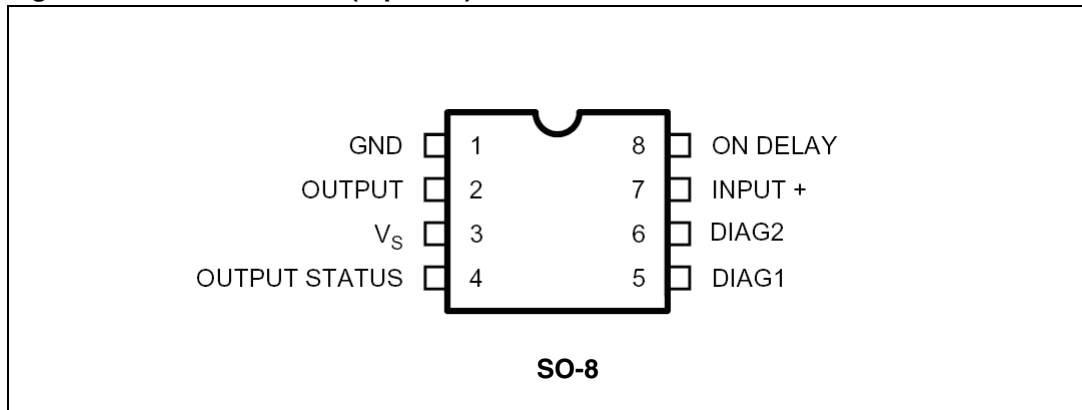 GND 1 8 ON DELAY
OUTPUT 2 7 INPUT +
VS 3 6 DIAG2
OUTPUT STATUS 4 5 DIAG1
SO-8